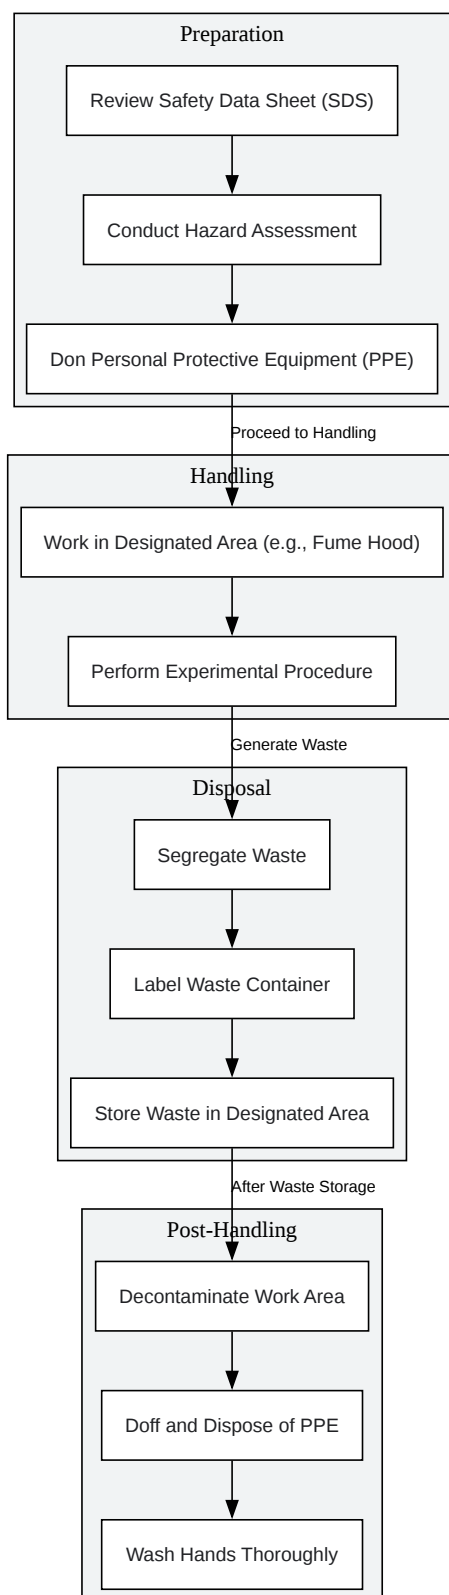 Preparation
Review Safety Data Sheet (SDS)
Conduct Hazard Assessment
Don Personal Protective Equipment (PPE)
Proceed to Handling
Handling
Work in Designated Area (e.g., Fume Hood)
Perform Experimental Procedure
Generate Waste
Disposal
Segregate Waste
Label Waste Container
Store Waste in Designated Area
After Waste Storage
Post-Handling
Decontaminate Work Area
Doff and Dispose of PPE
Wash Hands Thoroughly